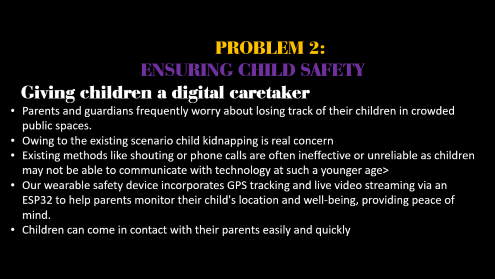 PROBLEM 2:
ENSURING CHILD SAFETY
Giving children a digital caretaker
• Parents and guardians frequently worry about losing track of their children in crowded
public spaces.
• Owing to the existing scenario child kidnapping is real concern
• Existing methods like shouting or phone calls are often ineffective or unreliable as children
may not be able to communicate with technology at such a younger age>
• Our wearable safety device incorporates GPS tracking and live video streaming via an
ESP32 to help parents monitor their child's location and well-being, providing peace of
mind.
• Children can come in contact with their parents easily and quickly